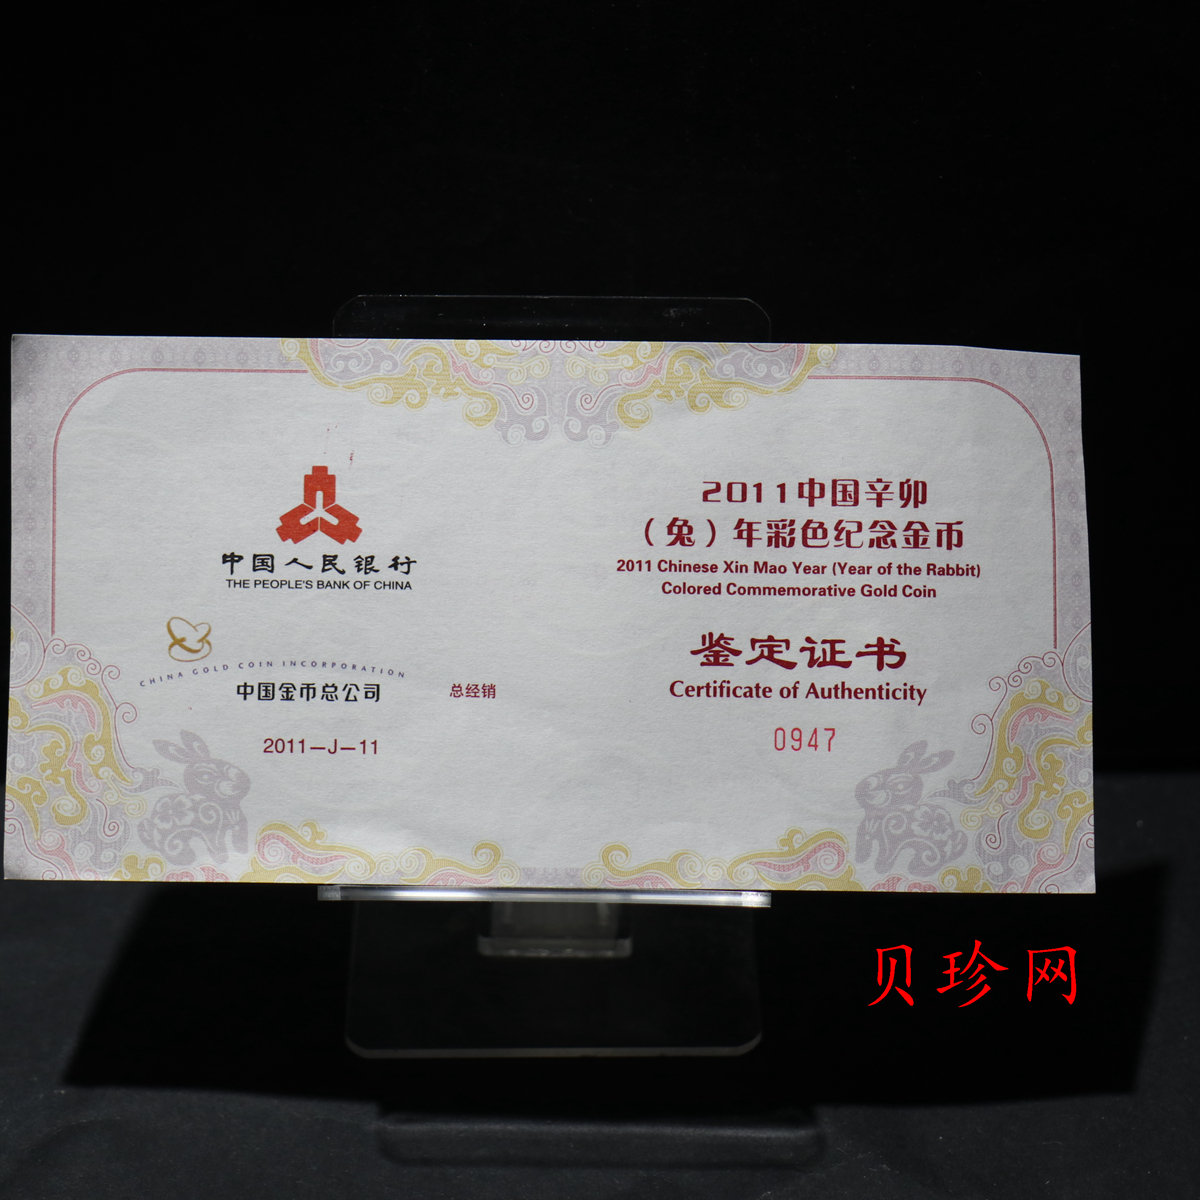 中国人民银行
THE PEOPLE'S BANK OF CHINA
CHINA GOLD COIN INCORPORATION
中国金币总公司 总经销
2011-J-11
2011中国辛卯
（兔）年彩色纪念金币
2011 Chinese Xin Mao Year (Year of the Rabbit)
Colored Commemorative Gold Coin
鉴定证书
Certificate of Authenticity
0947
贝珍网